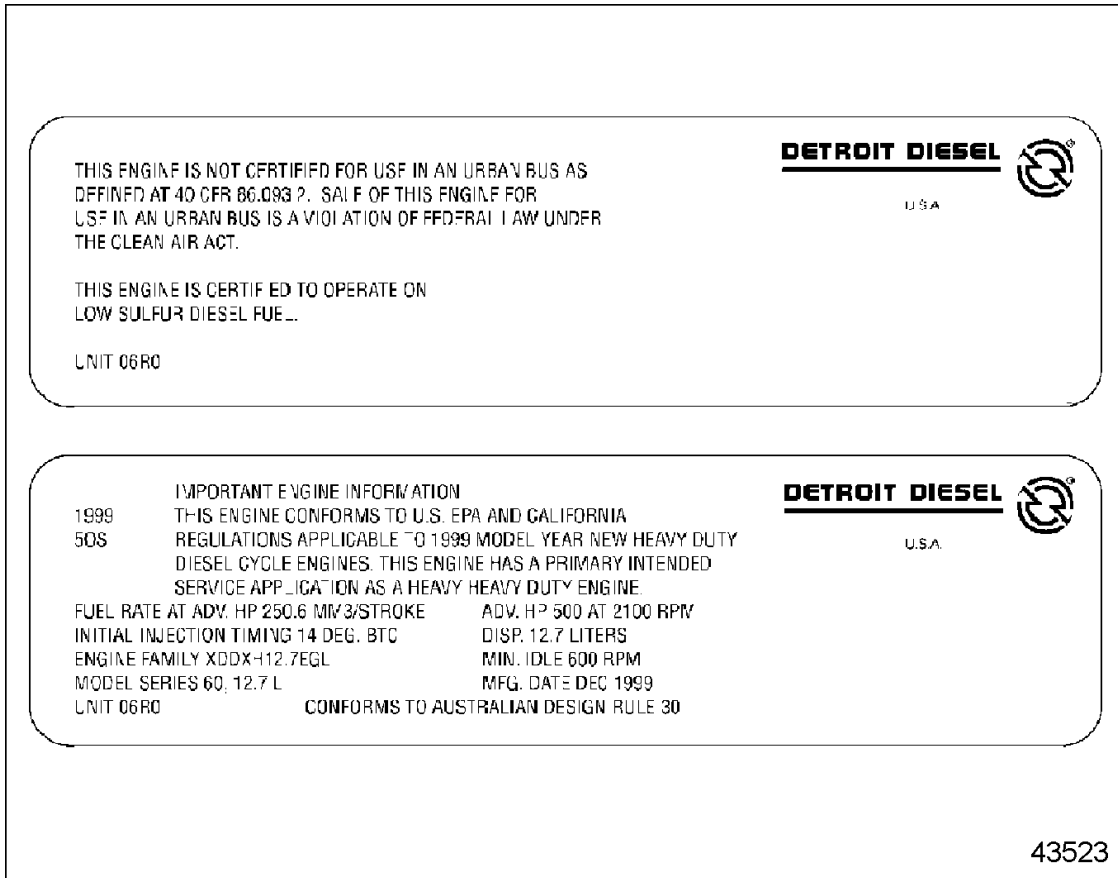 THIS ENGINE IS NOT CERTIFIED FOR USE IN AN URBAN BUS AS
DEFINED AT 40 CFR 86.093 2. SALE OF THIS ENGINE FOR
USE IN AN URBAN BUS IS A VIOLATION OF FEDERAL LAW UNDER
THE CLEAN AIR ACT.
THIS ENGINE IS CERTIFIED TO OPERATE ON
LOW SULFUR DIESEL FUEL.
UNIT 06R0
DETROIT DIESEL
®
U.S.A.
IMPORTANT ENGINE INFORMATION
1999 THIS ENGINE CONFORMS TO U.S. EPA AND CALIFORNIA
50S REGULATIONS APPLICABLE TO 1999 MODEL YEAR NEW HEAVY DUTY
DIESEL CYCLE ENGINES. THIS ENGINE HAS A PRIMARY INTENDED
SERVICE APPLICATION AS A HEAVY HEAVY DUTY ENGINE.
FUEL RATE AT ADV. HP 250.6 MM3/STROKE ADV. HP 500 AT 2100 RPM
INITIAL INJECTION TIMING 14 DEG. BTC DISP. 12.7 LITERS
ENGINE FAMILY XDDXH12.7EGL MIN. IDLE 600 RPM
MODEL SERIES 60, 12.7 L MFG. DATE DEC 1999
UNIT 06R0 CONFORMS TO AUSTRALIAN DESIGN RULE 30
DETROIT DIESEL
®
U.S.A.
43523